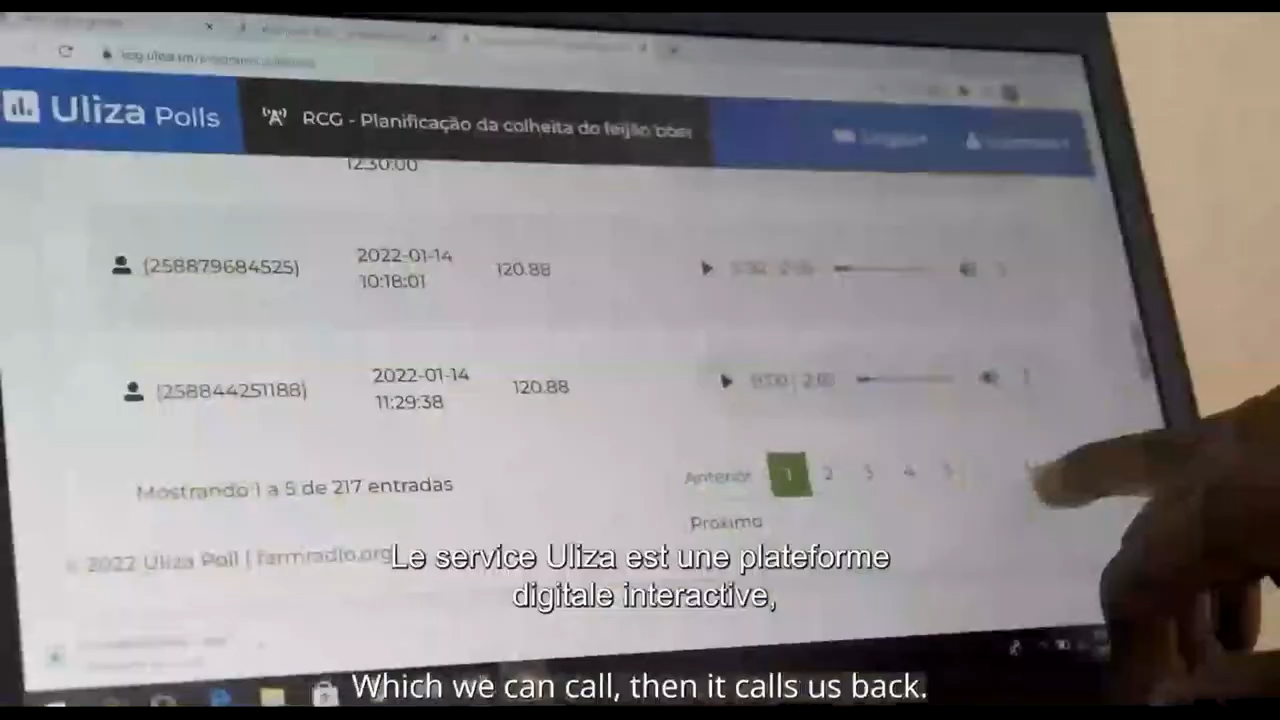 Uliza Polls
RCG - Planificação da colheita do feijão
12:30:00
(258879684525)
2022-01-14
10:18:01
120.88
(258844251188)
2022-01-14
11:29:38
120.88
0:00
Mostrando 1 a 5 de 217 entradas
Anterior 1 2 3 4 5
Próximo
© 2022 Uliza Poll | farmradio.org
Le service Uliza est une plateforme
digitale interactive,
Which we can call, then it calls us back.